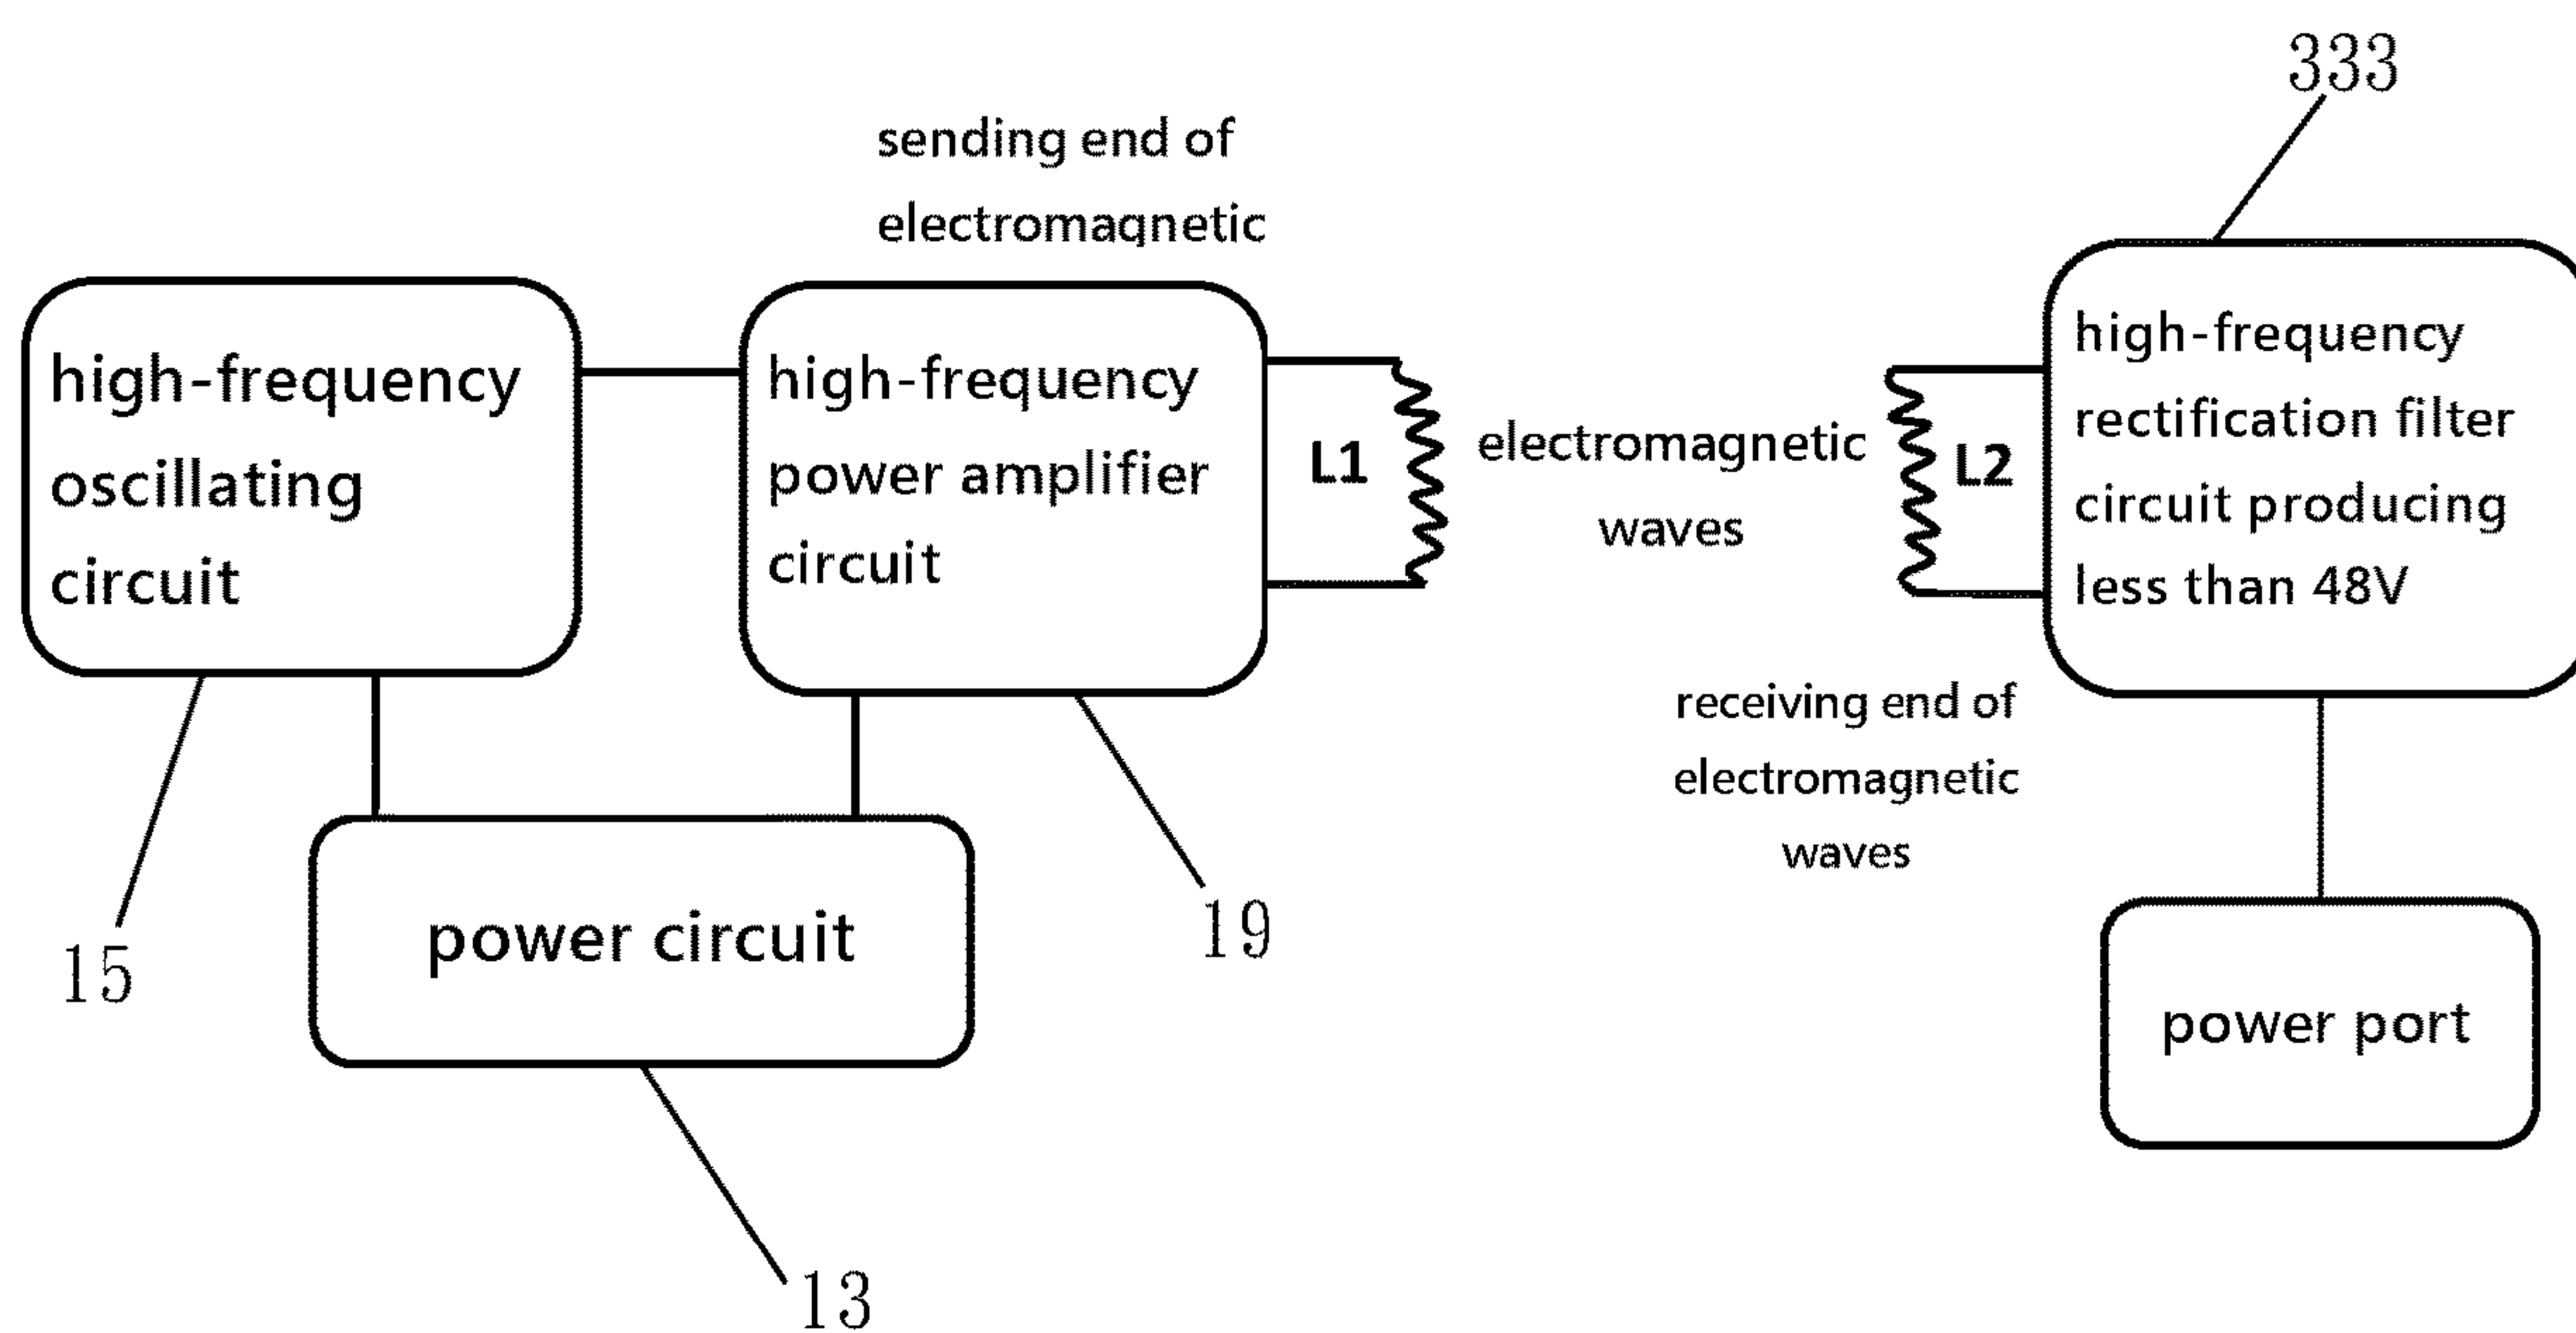 333
sending end of
electromagnetic
high-frequency
oscillating
circuit
high-frequency
power amplifier
circuit
L1
electromagnetic
waves
L2
high-frequency
rectification filter
circuit producing
less than 48V
receiving end of
electromagnetic
waves
15
power circuit
19
power port
13